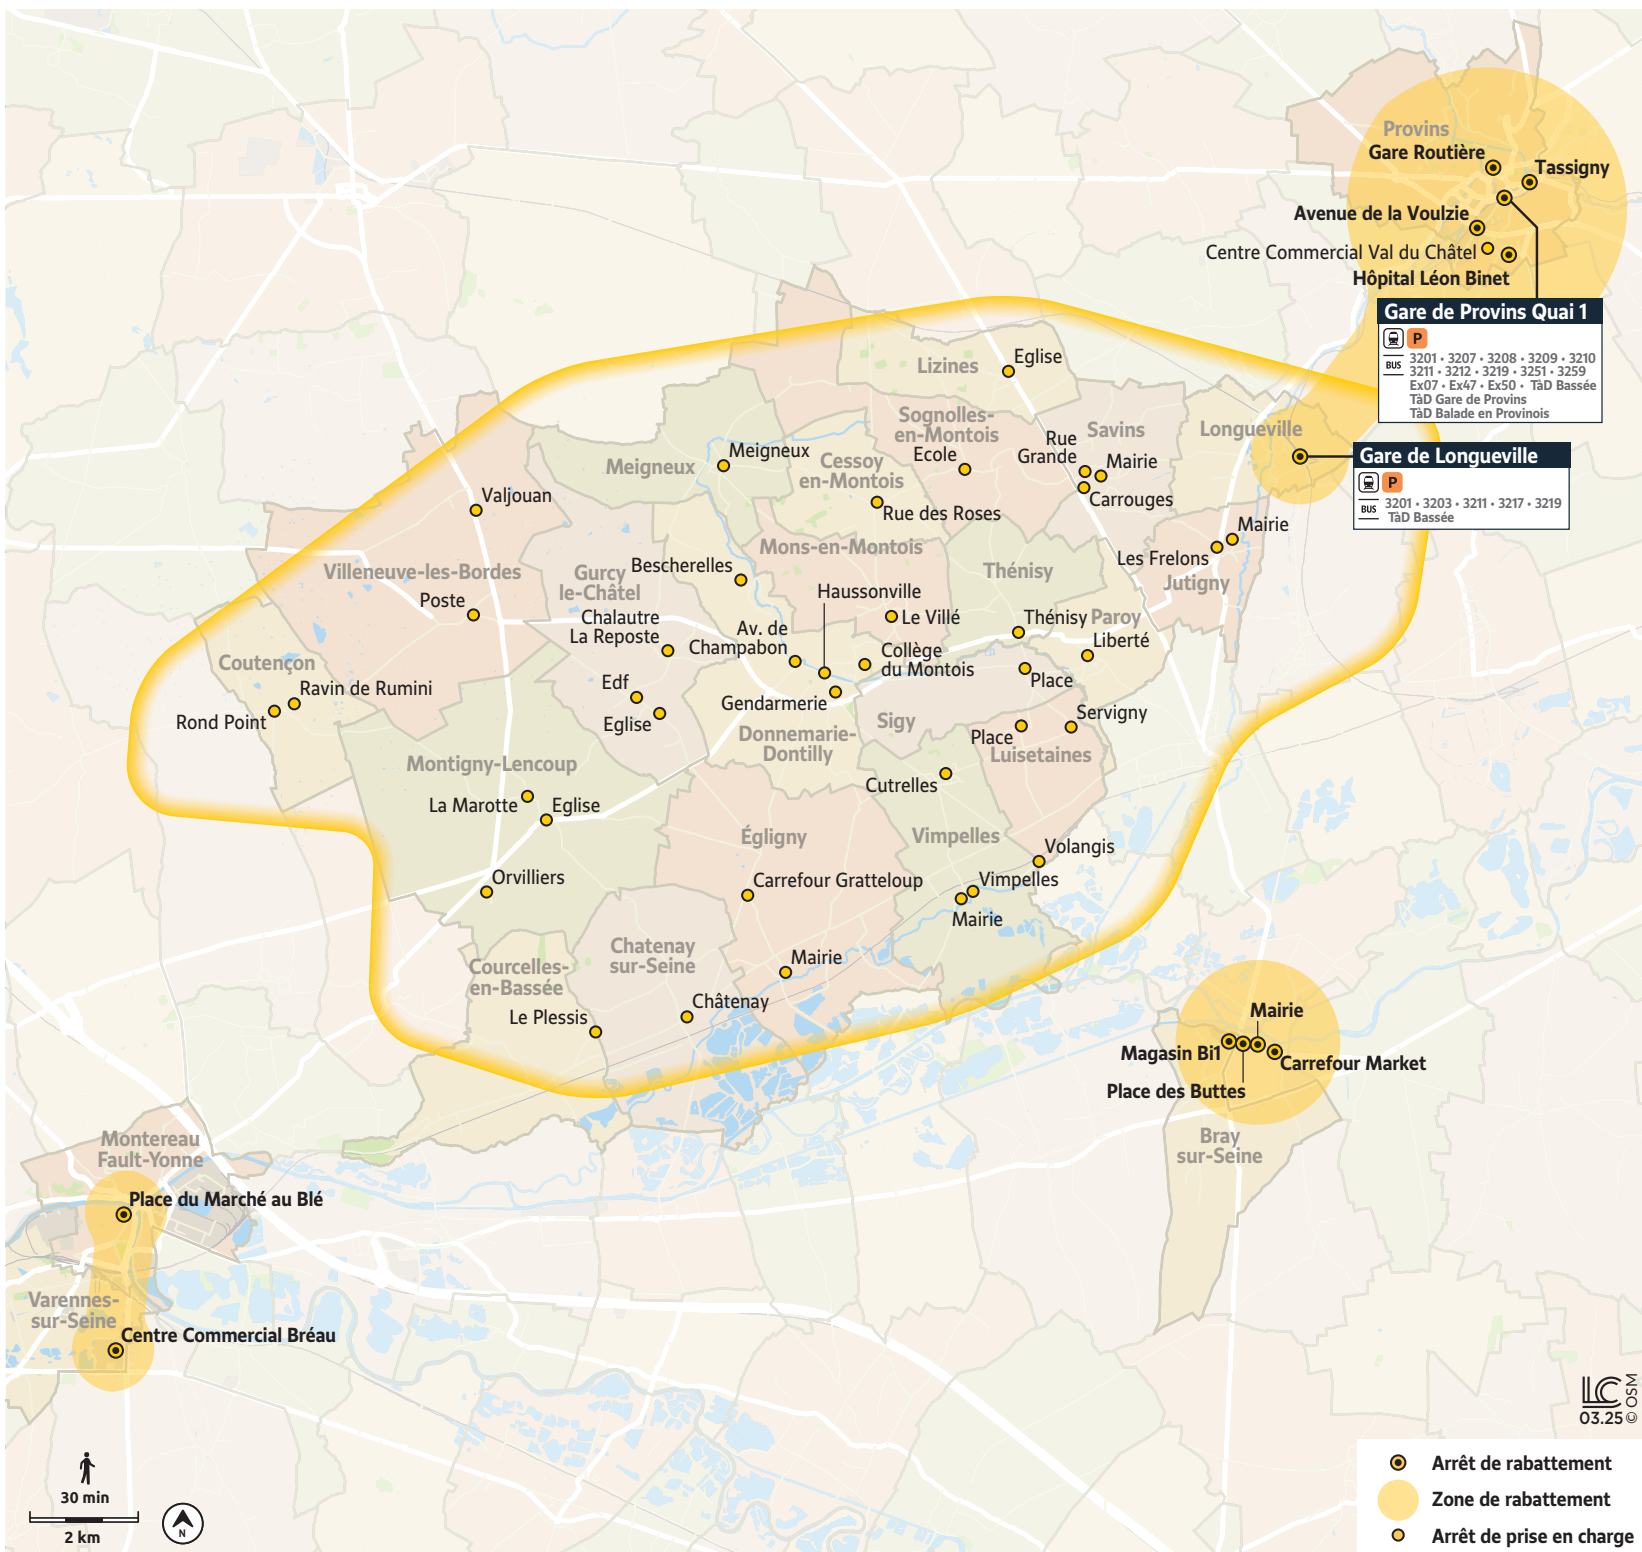 Provins
Gare Routière
Tassigny
Avenue de la Voulzie
Centre Commercial Val du Châtel
Hôpital Léon Binet
Gare de Provins Quai 1
P
BUS
3201 • 3207 • 3208 • 3209 • 3210
3211 • 3212 • 3219 • 3251 • 3259
Ex07 • Ex47 • Ex50 • TàD Bassée
TàD Gare de Provins
TàD Balade en Provinois
Lizines
Eglise
Sognolles-
en-Montois
Ecole
Savins
Rue
Grande
Mairie
Carrouges
Longueville
Gare de Longueville
P
BUS
3201 • 3203 • 3211 • 3217 • 3219
TàD Bassée
Meigneux
Meigneux
Cessoy
en-Montois
Rue des Roses
Valjouan
Mairie
Les Frelons
Jutigny
Mons-en-Montois
Bescherelles
Haussonville
Le Villé
Thénisy
Thénisy
Paroy
Liberté
Villeneuve-les-Bordes
Poste
Gurcy
le-Châtel
Chalautre
La Reposte
Av. de
Champabon
Collège
du Montois
Place
Coutençon
Ravin de Rumini
Rond Point
Edf
Eglise
Gendarmerie
Donnemarie-
Dontilly
Sigy
Servigny
Place
Luisetaines
Montigny-Lencoup
La Marotte
Eglise
Cutrelles
Égligny
Vimpelles
Volangis
Orvilliers
Carrefour Gratteloup
Vimpelles
Mairie
Chatenay
sur-Seine
Mairie
Courcelles-
en-Bassée
Châtenay
Le Plessis
Mairie
Magasin Bi1
Carrefour Market
Place des Buttes
Bray
sur-Seine
Montereau
Fault-Yonne
Place du Marché au Blé
Varennes-
sur-Seine
Centre Commercial Bréau
LC
03.25
© OSM
30 min
2 km
N
Arrêt de rabattement
Zone de rabattement
Arrêt de prise en charge